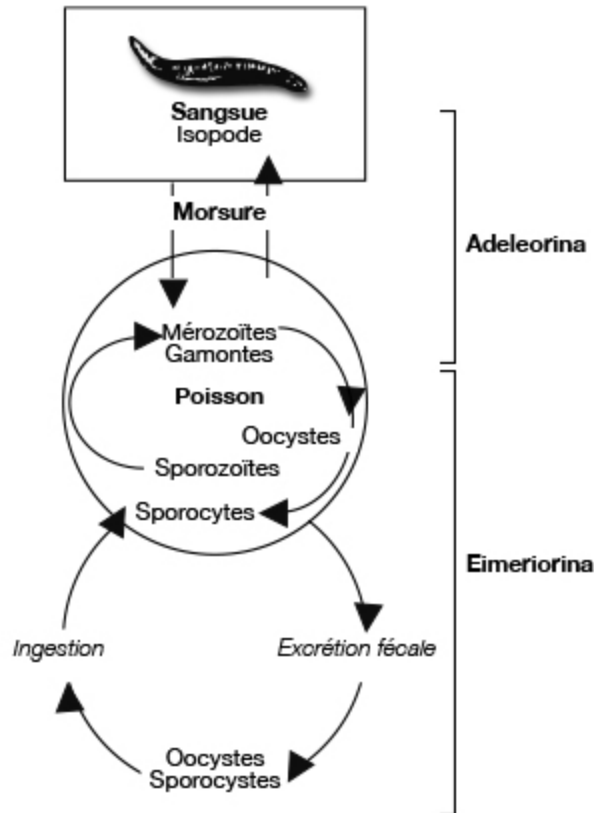 Sangsue
Isopode
Morsure
Adeleorina
Mérozoïtes
Gamontes
Poisson
Oocystes
Sporozoïtes
Sporocytes
Eimeriorina
Ingestion
Excrétion fécale
Oocystes
Sporocystes